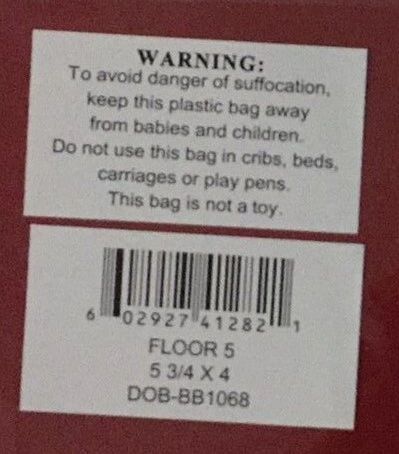 WARNING:
To avoid danger of suffocation,
keep this plastic bag away
from babies and children.
Do not use this bag in cribs, beds,
carriages or play pens.
This bag is not a toy.
6 02927 41282 1
FLOOR 5
5 3/4 X 4
DOB-BB1068